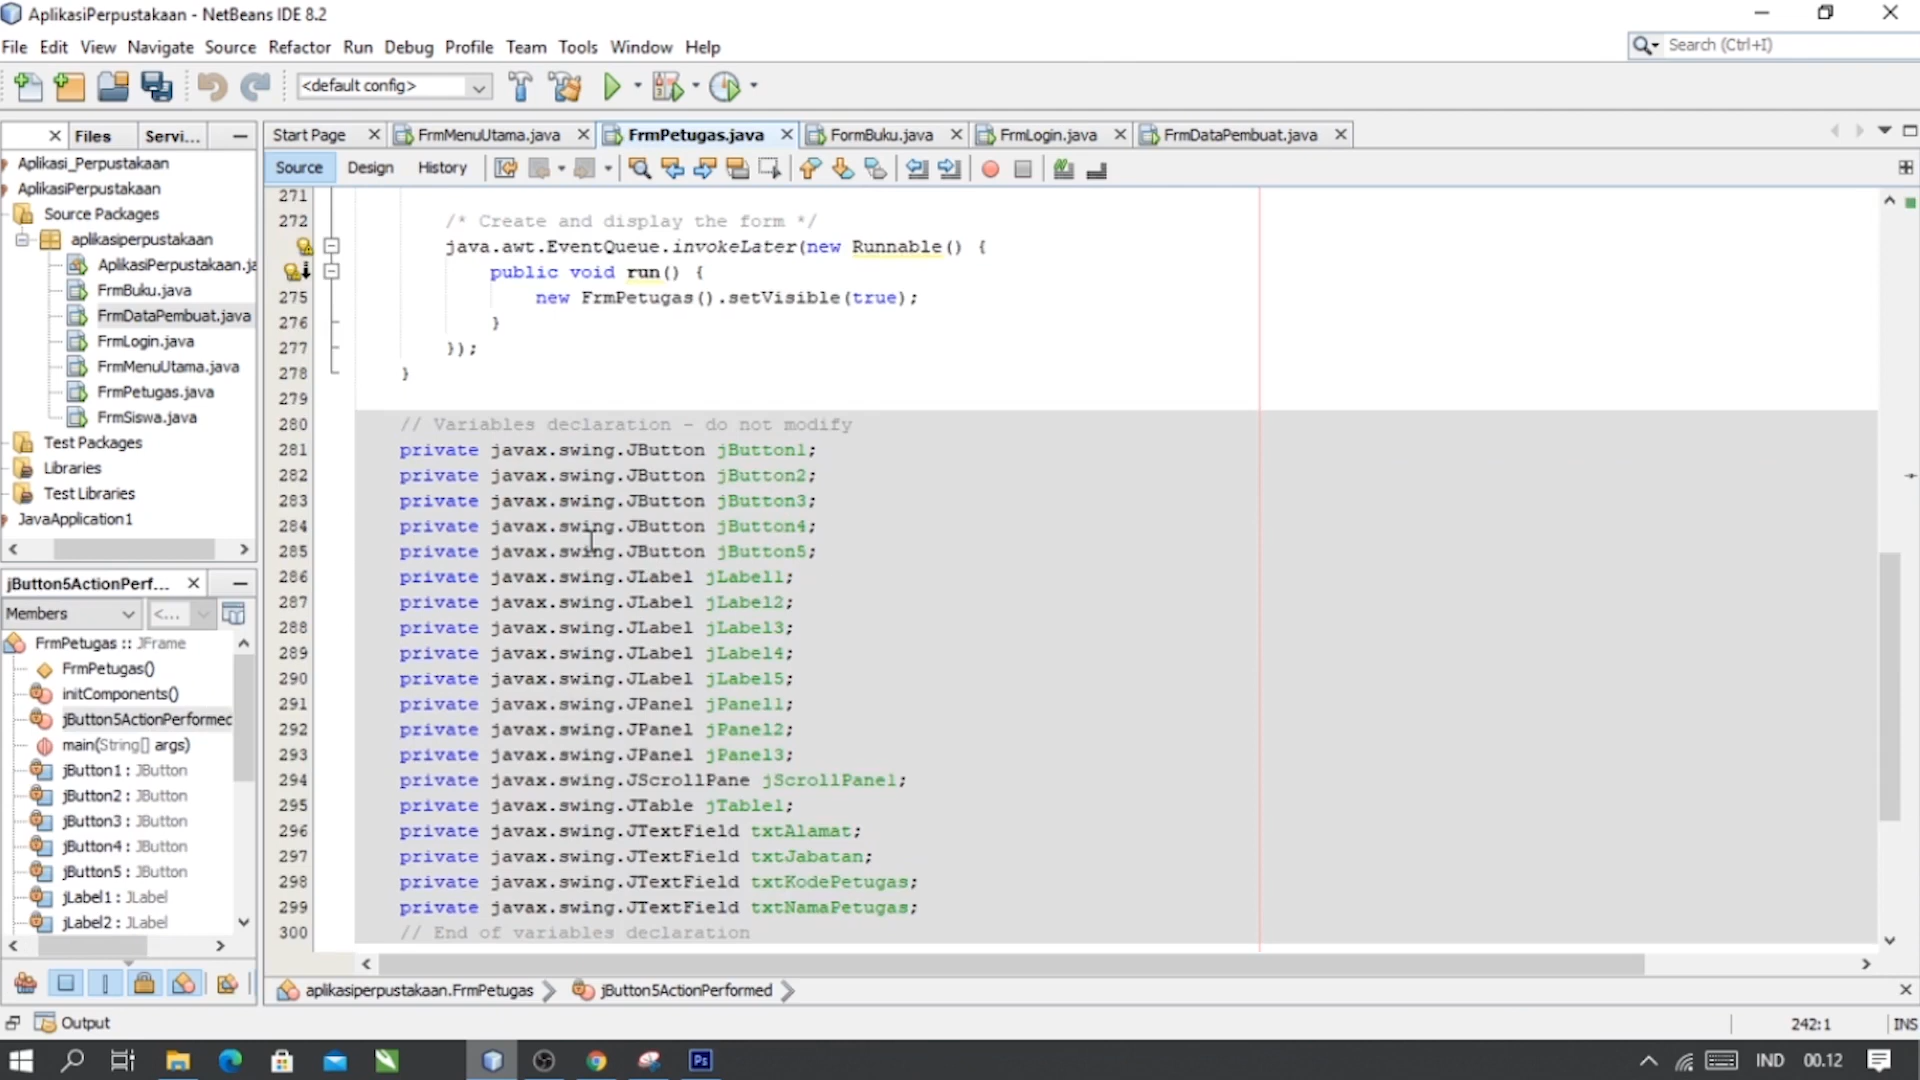 AplikasiPerpustakaan - NetBeans IDE 8.2
File Edit View Navigate Source Refactor Run Debug Profile Team Tools Window Help
Search (Ctrl+I)
<default config>
Files Servi...
Start Page FrmMenuUtama.java FrmPetugas.java FormBuku.java FrmLogin.java FrmDataPembuat.java
Source Design History
Aplikasi_Perpustakaan
AplikasiPerpustakaan
Source Packages
aplikasiperpustakaan
AplikasiPerpustakaan.ja
FrmBuku.java
FrmDataPembuat.java
FrmLogin.java
FrmMenuUtama.java
FrmPetugas.java
FrmSiswa.java
Test Packages
Libraries
Test Libraries
JavaApplication1
jButton5ActionPerf...
Members <...
FrmPetugas :: JFrame
FrmPetugas()
initComponents()
jButton5ActionPerformed
main(String[] args)
jButton1 : JButton
jButton2 : JButton
jButton3 : JButton
jButton4 : JButton
jButton5 : JButton
jLabel1 : JLabel
jLabel2 : JLabel
271
272 /* Create and display the form */
java.awt.EventQueue.invokeLater(new Runnable() {
public void run() {
275 new FrmPetugas().setVisible(true);
276 }
277 });
278 }
279
280 // Variables declaration - do not modify
281 private javax.swing.JButton jButton1;
282 private javax.swing.JButton jButton2;
283 private javax.swing.JButton jButton3;
284 private javax.swing.JButton jButton4;
285 private javax.swing.JButton jButton5;
286 private javax.swing.JLabel jLabel1;
287 private javax.swing.JLabel jLabel2;
288 private javax.swing.JLabel jLabel3;
289 private javax.swing.JLabel jLabel4;
290 private javax.swing.JLabel jLabel5;
291 private javax.swing.JPanel jPanel1;
292 private javax.swing.JPanel jPanel2;
293 private javax.swing.JPanel jPanel3;
294 private javax.swing.JScrollPane jScrollPane1;
295 private javax.swing.JTable jTable1;
296 private javax.swing.JTextField txtAlamat;
297 private javax.swing.JTextField txtJabatan;
298 private javax.swing.JTextField txtKodePetugas;
299 private javax.swing.JTextField txtNamaPetugas;
300 // End of variables declaration
aplikasiperpustakaan.FrmPetugas jButton5ActionPerformed
Output
242:1 INS
Ps
IND 00.12